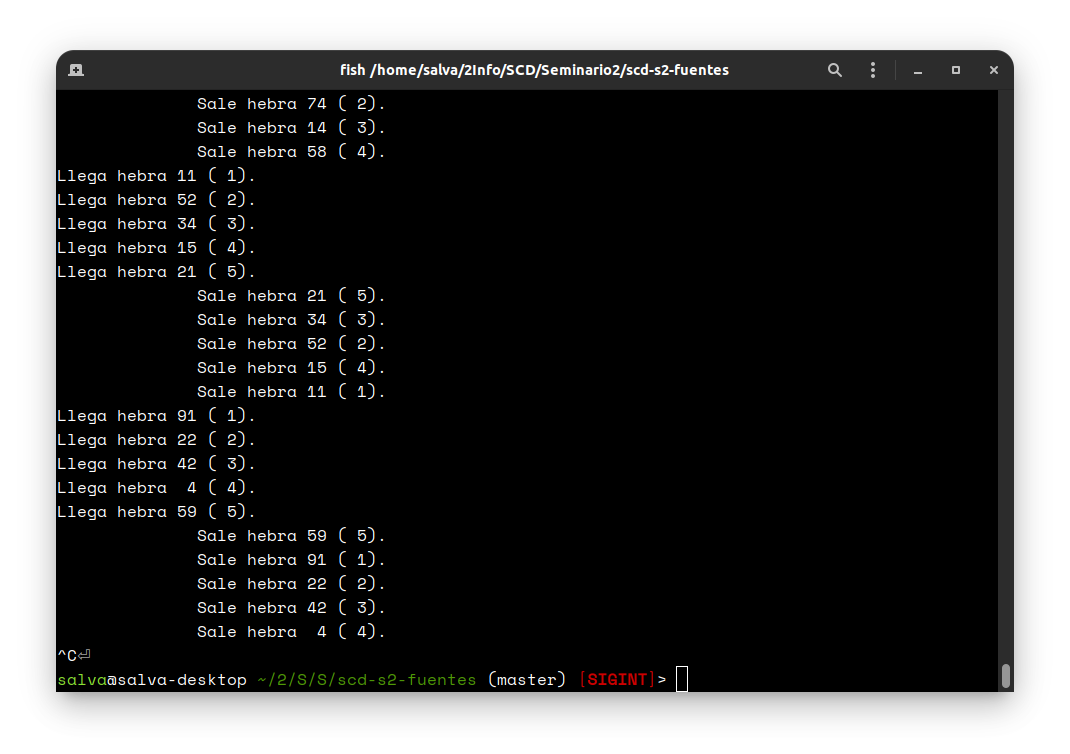 fish /home/salva/2Info/SCD/Seminario2/scd-s2-fuentes
Sale hebra 74 ( 2).
Sale hebra 14 ( 3).
Sale hebra 58 ( 4).
Llega hebra 11 ( 1).
Llega hebra 52 ( 2).
Llega hebra 34 ( 3).
Llega hebra 15 ( 4).
Llega hebra 21 ( 5).
Sale hebra 21 ( 5).
Sale hebra 34 ( 3).
Sale hebra 52 ( 2).
Sale hebra 15 ( 4).
Sale hebra 11 ( 1).
Llega hebra 91 ( 1).
Llega hebra 22 ( 2).
Llega hebra 42 ( 3).
Llega hebra  4 ( 4).
Llega hebra 59 ( 5).
Sale hebra 59 ( 5).
Sale hebra 91 ( 1).
Sale hebra 22 ( 2).
Sale hebra 42 ( 3).
Sale hebra  4 ( 4).
^C⏎
salva@salva-desktop ~/2/S/S/scd-s2-fuentes (master) [SIGINT]>